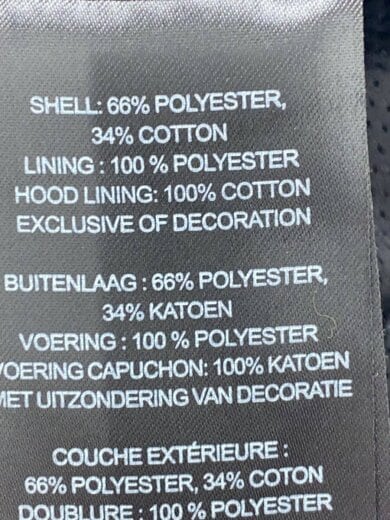 SHELL: 66% POLYESTER,
34% COTTON
LINING : 100 % POLYESTER
HOOD LINING: 100% COTTON
EXCLUSIVE OF DECORATION
BUITENLAAG : 66% POLYESTER,
34% KATOEN
VOERING : 100 % POLYESTER
VOERING CAPUCHON: 100% KATOEN
MET UITZONDERING VAN DECORATIE
COUCHE EXTÉRIEURE :
66% POLYESTER, 34% COTON
DOUBLURE : 100 % POLYESTER